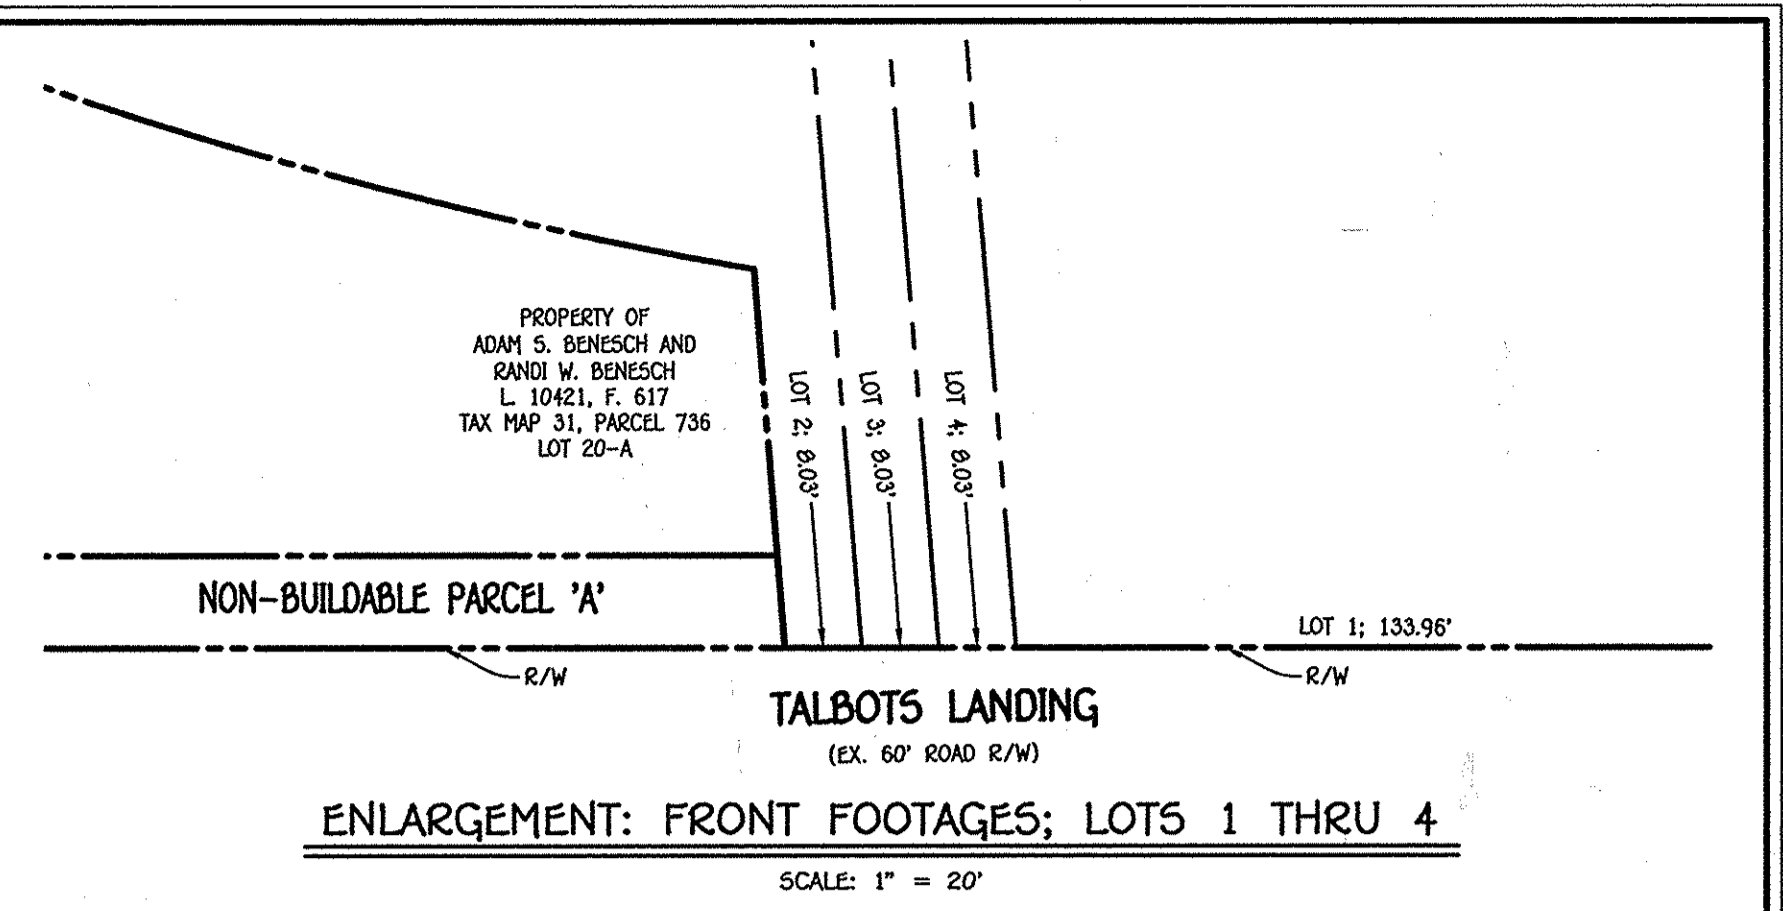 PROPERTY OF
ADAM S. BENESCH AND
RANDI W. BENESCH
L. 10421, F. 617
TAX MAP 31, PARCEL 736
LOT 20-A
LOT 2; 8.03'
LOT 3; 8.03'
LOT 4; 8.03'
NON-BUILDABLE PARCEL 'A'
LOT 1; 133.96'
R/W
R/W
TALBOTS LANDING
(EX. 60' ROAD R/W)
ENLARGEMENT: FRONT FOOTAGES; LOTS 1 THRU 4
SCALE: 1" = 20'